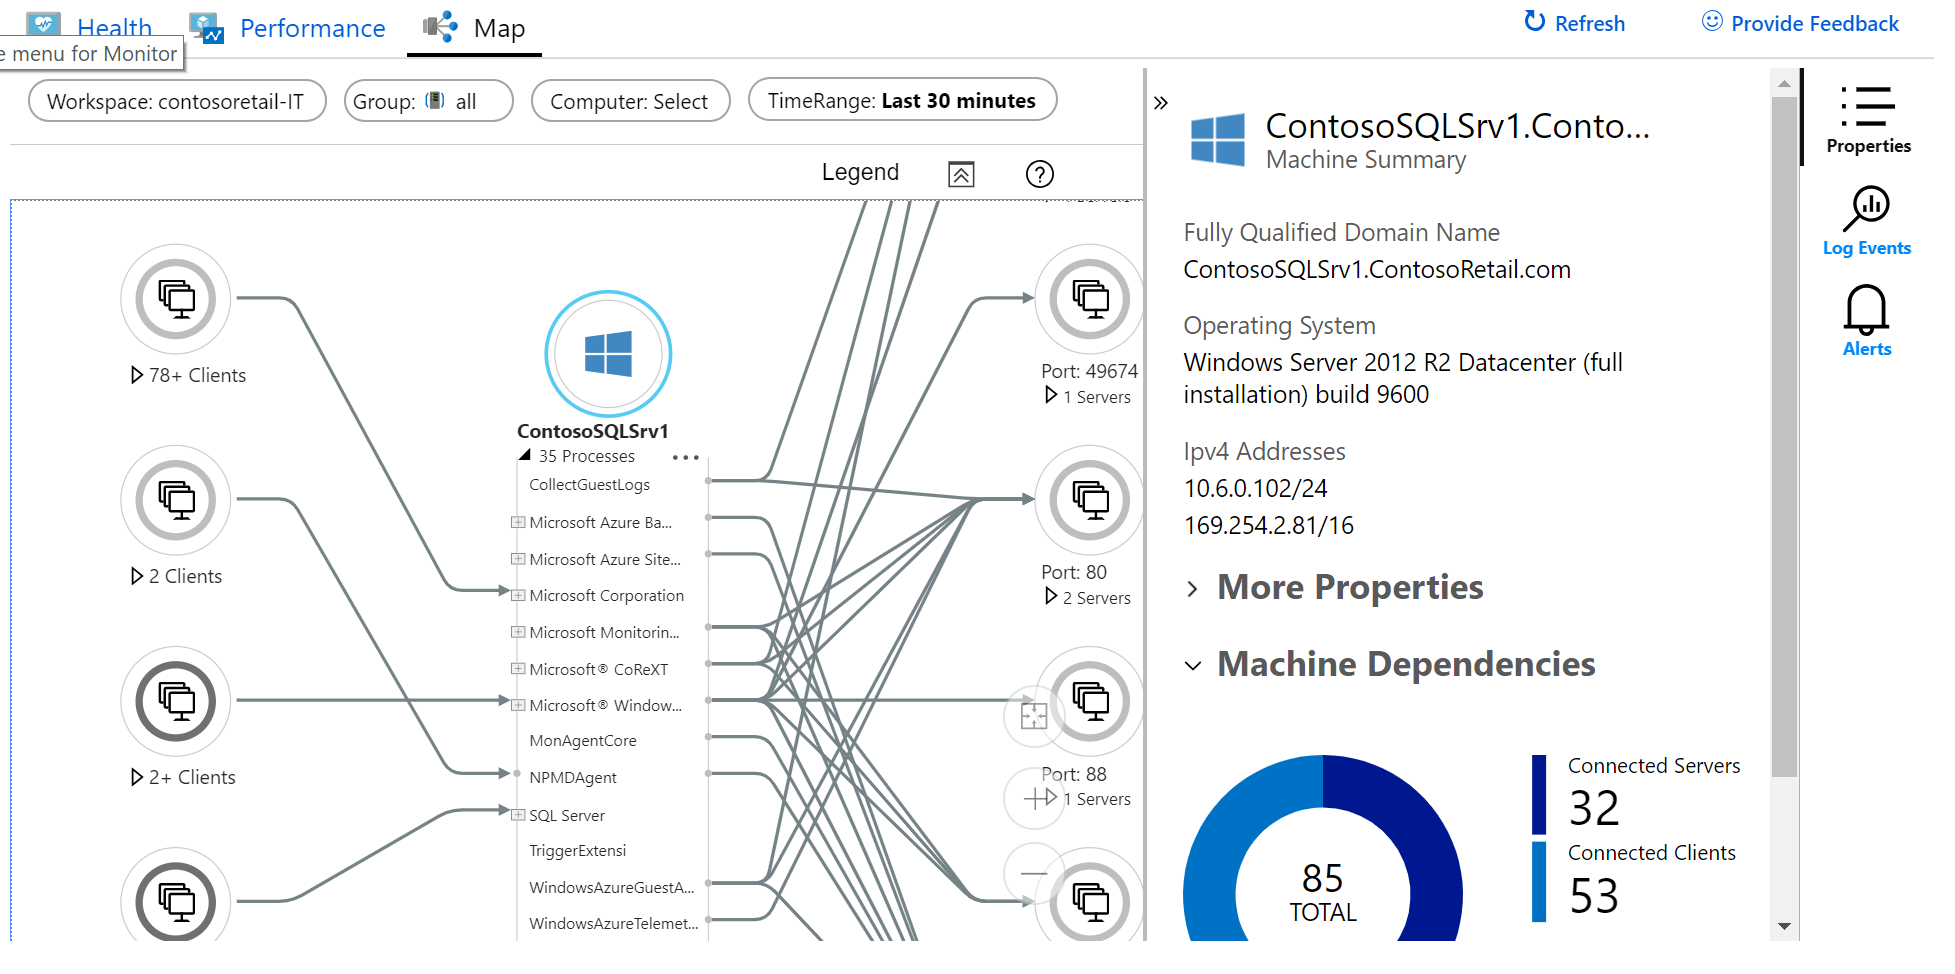 Health
Performance
Map
Refresh
Provide Feedback
e menu for Monitor
Workspace: contosoretail-IT
Group: all
Computer: Select
TimeRange: Last 30 minutes
Legend
78+ Clients
2 Clients
2+ Clients
ContosoSQLSrv1
35 Processes
CollectGuestLogs
Microsoft Azure Ba...
Microsoft Azure Site...
Microsoft Corporation
Microsoft Monitorin...
Microsoft® CoReXT
Microsoft® Window...
MonAgentCore
NPMDAgent
SQL Server
TriggerExtensi
WindowsAzureGuestA...
WindowsAzureTelemet...
Port: 49674
1 Servers
Port: 80
2 Servers
Port: 88
1 Servers
ContosoSQLSrv1.Conto...
Machine Summary
Fully Qualified Domain Name
ContosoSQLSrv1.ContosoRetail.com
Operating System
Windows Server 2012 R2 Datacenter (full
installation) build 9600
Ipv4 Addresses
10.6.0.102/24
169.254.2.81/16
More Properties
Machine Dependencies
85
TOTAL
Connected Servers
32
Connected Clients
53
Properties
Log Events
Alerts